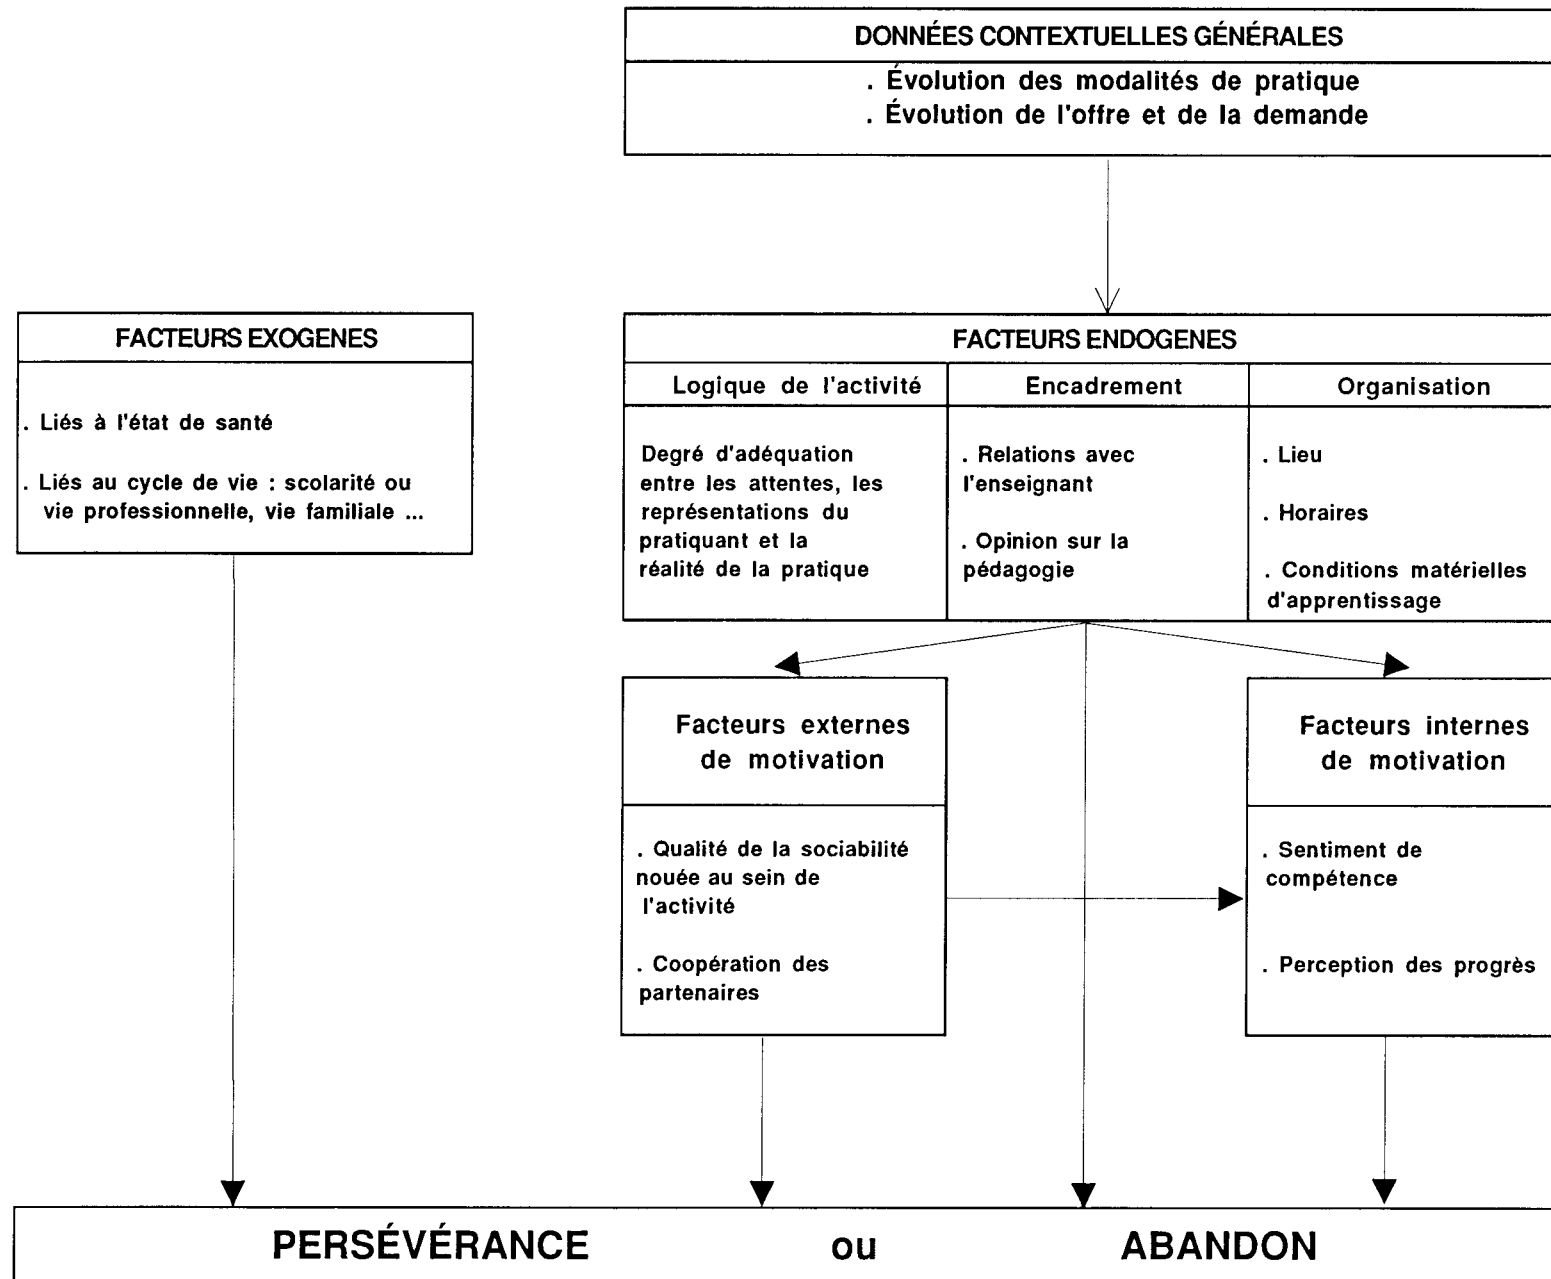 DONNÉES CONTEXTUELLES GÉNÉRALES
. Évolution des modalités de pratique
. Évolution de l'offre et de la demande
FACTEURS EXOGENES
. Liés à l'état de santé
. Liés au cycle de vie : scolarité ou
vie professionnelle, vie familiale ...
FACTEURS ENDOGENES
Logique de l'activité
Degré d'adéquation
entre les attentes, les
représentations du
pratiquant et la
réalité de la pratique
Encadrement
. Relations avec
l'enseignant
. Opinion sur la
pédagogie
Organisation
. Lieu
. Horaires
. Conditions matérielles
d'apprentissage
Facteurs externes
de motivation
. Qualité de la sociabilité
nouée au sein de
l'activité
. Coopération des
partenaires
Facteurs internes
de motivation
. Sentiment de
compétence
. Perception des progrès
PERSÉVÉRANCE ou ABANDON